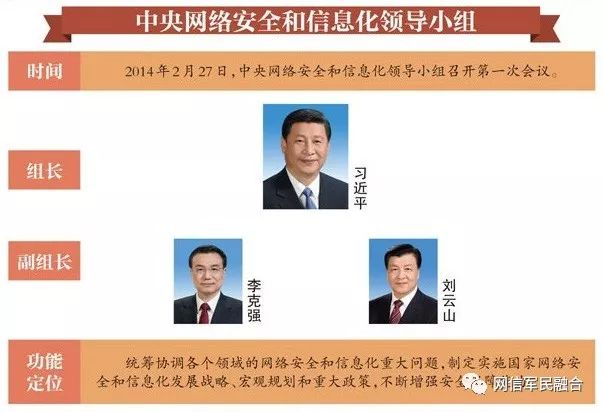 中央网络安全和信息化领导小组
时间
2014年2月27日,中央网络安全和信息化领导小组召开第一次会议。
组长
习近平
副组长
李克强
刘云山
功能
定位
统筹协调各个领域的网络安全和信息化重大问题,制定实施国家网络安
全和信息化发展战略、宏观规划和重大政策,不断增强安全
网信军民融合